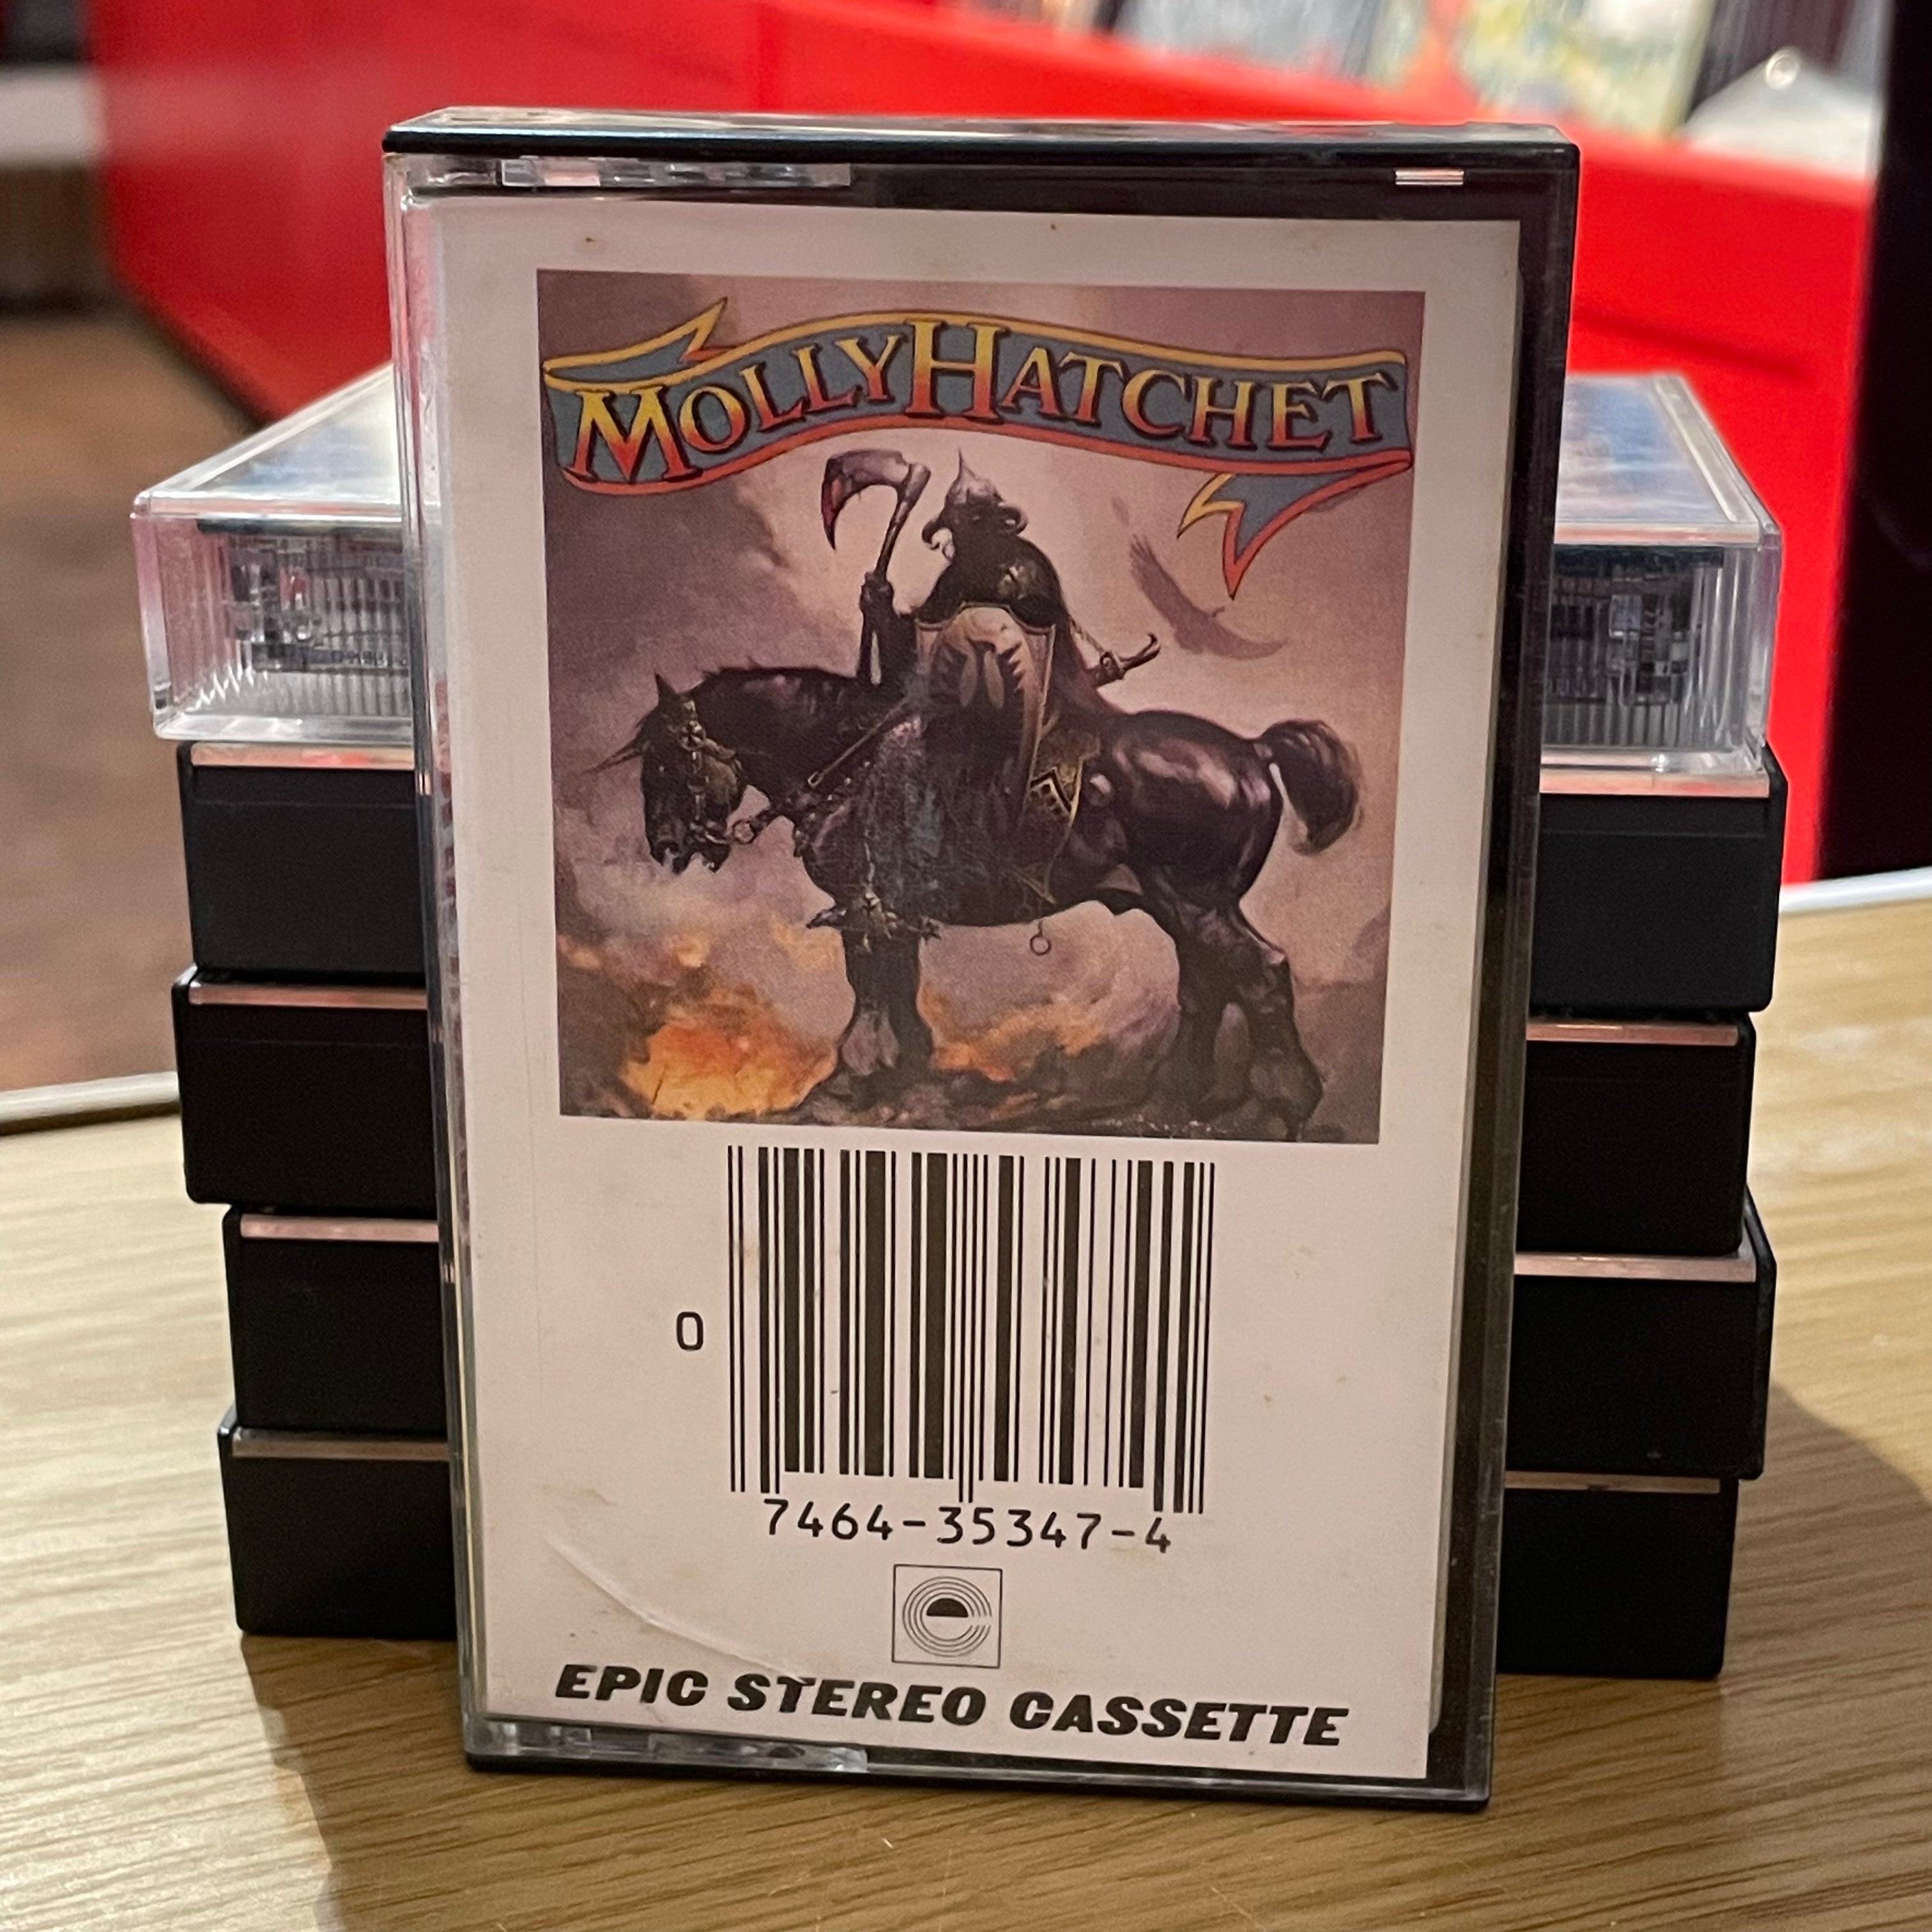 MOLLY HATCHET
0
7464-35347-4
EPIC STEREO CASSETTE